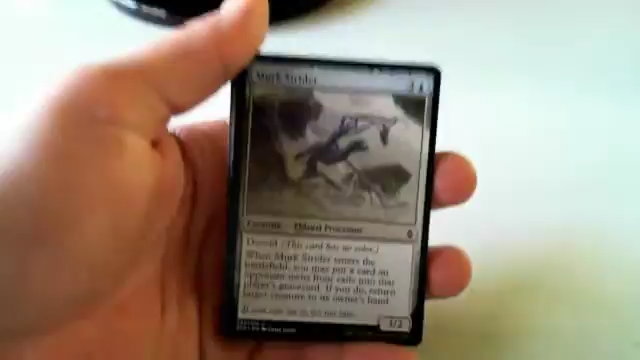 Murk Strider
Creature — Eldrazi Processor
Devoid (This card has no color.)
When Murk Strider enters the
battlefield, you may put a card an
opponent owns from exile into that
player's graveyard. If you do, return
target creature to its owner's hand.
3/2